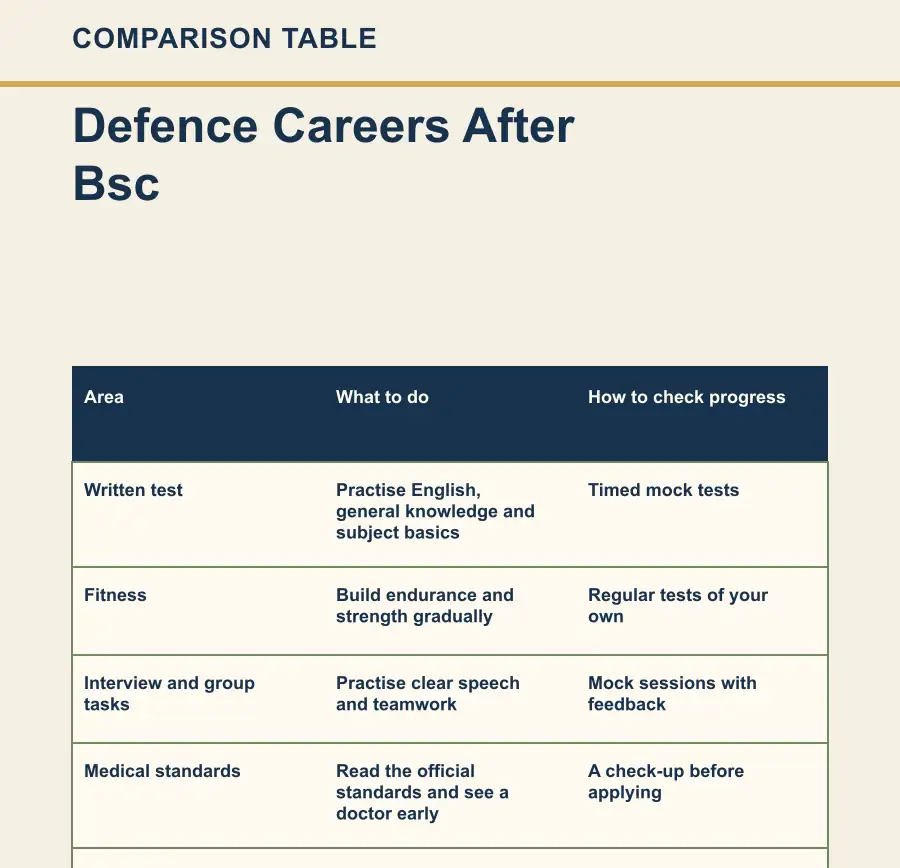 COMPARISON TABLE
Defence Careers After
Bsc
Area
What to do
How to check progress
Written test
Practise English,
general knowledge and
subject basics
Timed mock tests
Fitness
Build endurance and
strength gradually
Regular tests of your
own
Interview and group
tasks
Practise clear speech
and teamwork
Mock sessions with
feedback
Medical standards
Read the official
standards and see a
doctor early
A check-up before
applying